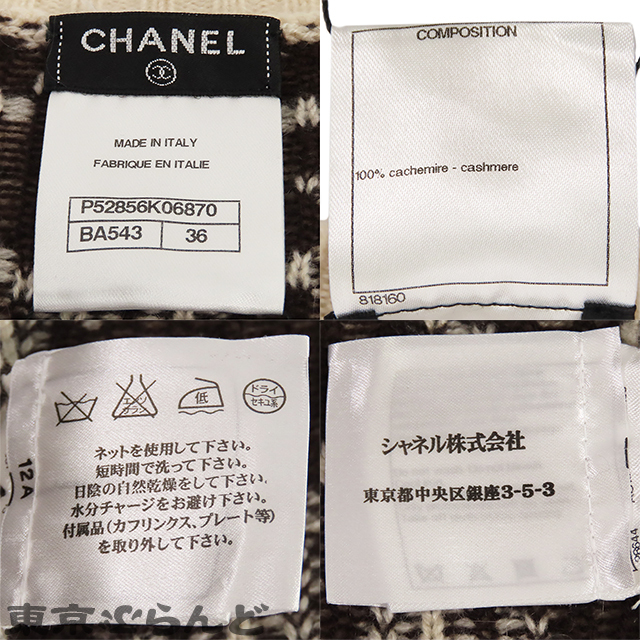 CHANEL
MADE IN ITALY
FABRIQUE EN ITALIE
P52856K06870
BA543 36
COMPOSITION
100% cachemire - cashmere
818160
エンソサラシ
低
ドライ
セキユ系
12A
ネットを使用して下さい。
短時間で洗って下さい。
日陰の自然乾燥をして下さい。
水分チャージをお避け下さい。
付属品(カフリンクス、プレート等)
を取り外して下さい。
シャネル株式会社
東京都中央区銀座3-5-3
28644
東京ぶらんど